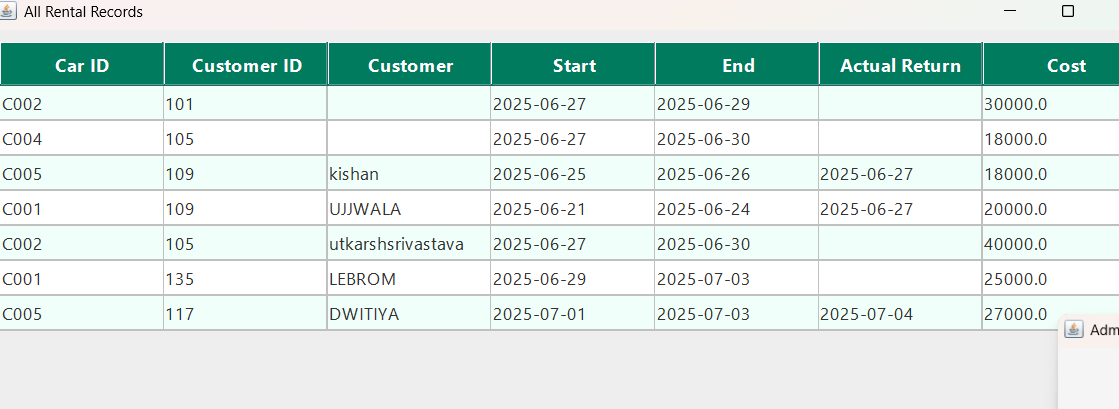 All Rental Records
Car ID Customer ID Customer Start End Actual Return Cost
C002 101 2025-06-27 2025-06-29 30000.0
C004 105 2025-06-27 2025-06-30 18000.0
C005 109 kishan 2025-06-25 2025-06-26 2025-06-27 18000.0
C001 109 UJJWALA 2025-06-21 2025-06-24 2025-06-27 20000.0
C002 105 utkarshsrivastava 2025-06-27 2025-06-30 40000.0
C001 135 LEBROM 2025-06-29 2025-07-03 25000.0
C005 117 DWITIYA 2025-07-01 2025-07-03 2025-07-04 27000.0
Adm